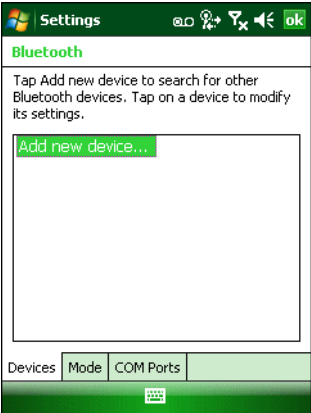 Settings
ok
Bluetooth
Tap Add new device to search for other
Bluetooth devices. Tap on a device to modify
its settings.
Add new device...
Devices Mode COM Ports